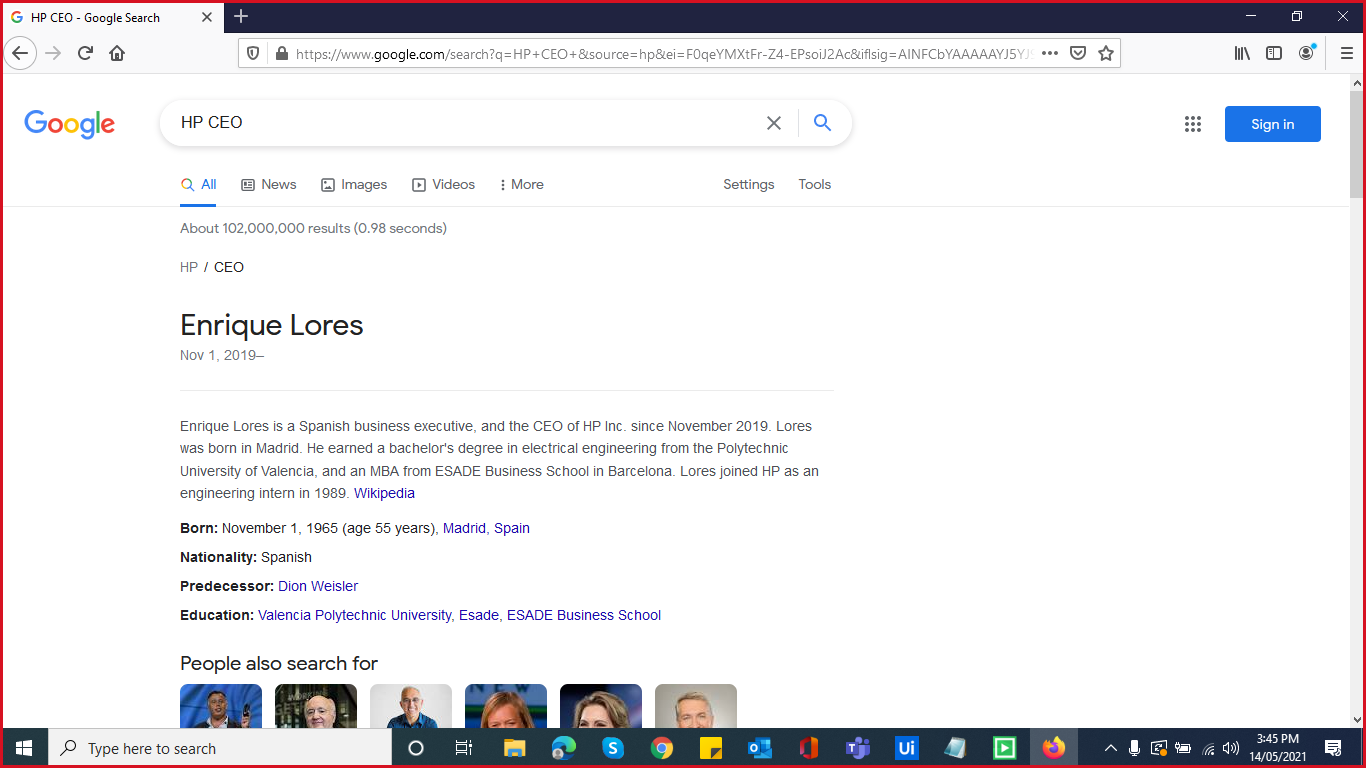 HP CEO - Google Search
https://www.google.com/search?q=HP+CEO+&source=hp&ei=F0qeYMXtFr-Z4-EPsoiJ2Ac&iflsig=AINFCbYAAAAAYJ5YJ
Google
HP CEO
Sign in
All News Images Videos More Settings Tools
About 102,000,000 results (0.98 seconds)
HP / CEO
Enrique Lores
Nov 1, 2019–
Enrique Lores is a Spanish business executive, and the CEO of HP Inc. since November 2019. Lores
was born in Madrid. He earned a bachelor's degree in electrical engineering from the Polytechnic
University of Valencia, and an MBA from ESADE Business School in Barcelona. Lores joined HP as an
engineering intern in 1989. Wikipedia
Born: November 1, 1965 (age 55 years), Madrid, Spain
Nationality: Spanish
Predecessor: Dion Weisler
Education: Valencia Polytechnic University, Esade, ESADE Business School
People also search for
Type here to search
Ui
3:45 PM
14/05/2021